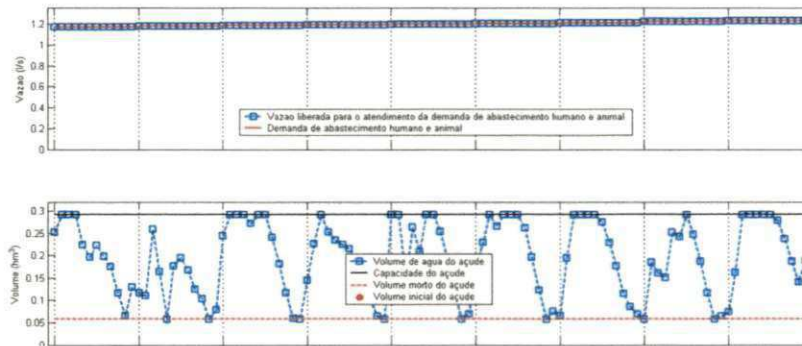 1.2
1
0.8
0.6
0.4
0.2
0
Vazao (l/s)
Vazao liberada para o atendimento da demanda de abastecimento humano e animal
Demanda de abastecimento humano e animal
0.3
0.25
0.2
0.15
0.1
0.05
0
Volume (hm³)
Volume de agua do açude
Capacidade do açude
Volume morto do açude
Volume inicial do açude